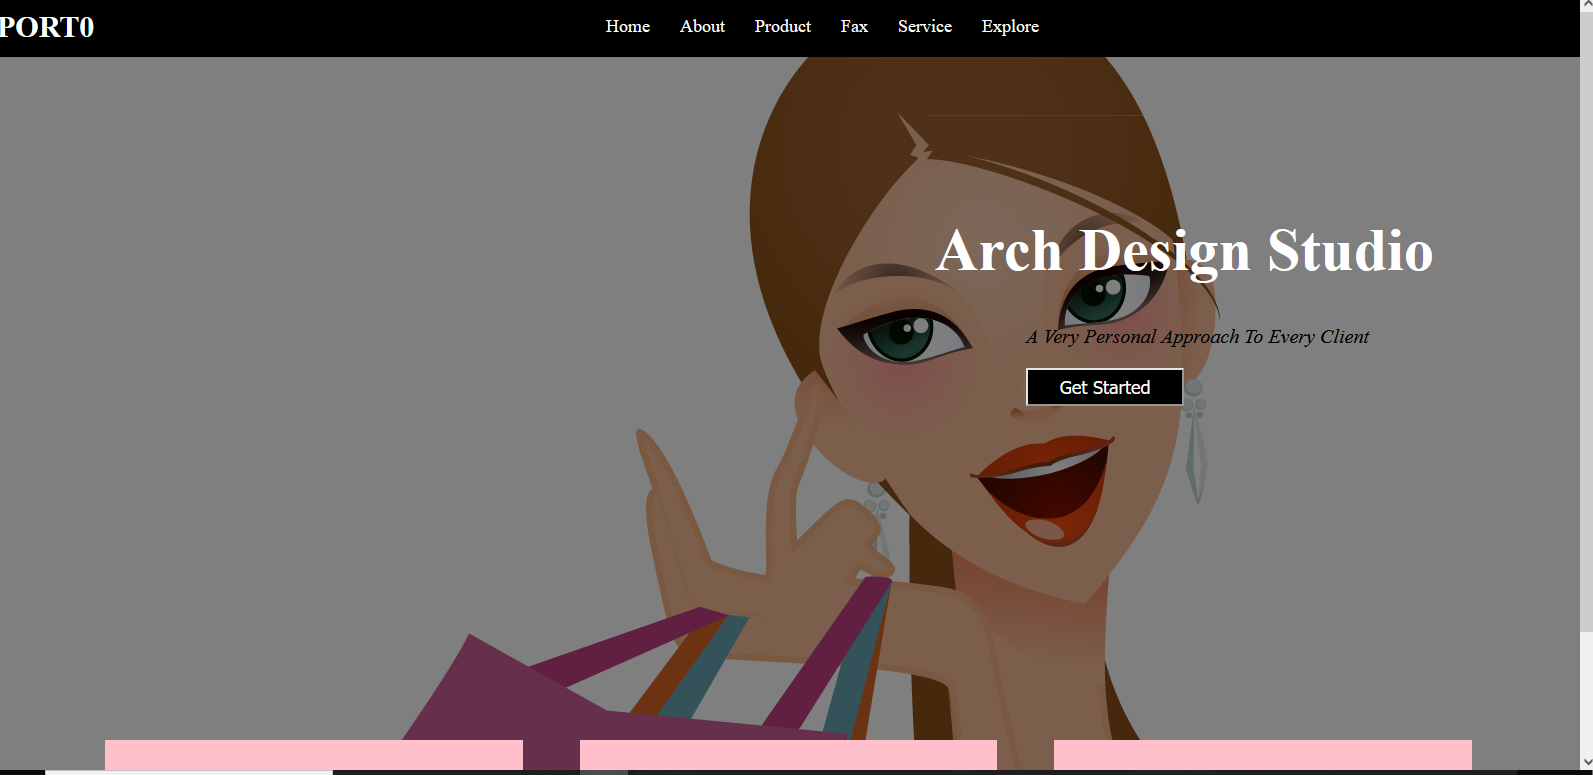 PORT0
Home About Product Fax Service Explore
Arch Design Studio
A Very Personal Approach To Every Client
Get Started